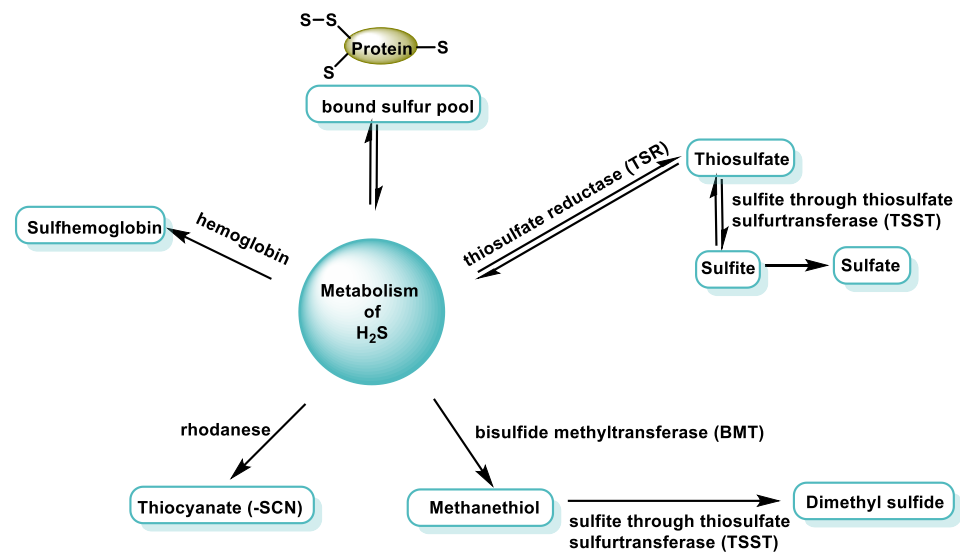 S–S
Protein
S
S
bound sulfur pool
thiosulfate reductase (TSR)
Thiosulfate
sulfite through thiosulfate
sulfurtransferase (TSST)
Sulfite
Sulfate
Sulfhemoglobin
hemoglobin
Metabolism
of
H₂S
rhodanese
bisulfide methyltransferase (BMT)
Thiocyanate (-SCN)
Methanethiol
sulfite through thiosulfate
sulfurtransferase (TSST)
Dimethyl sulfide